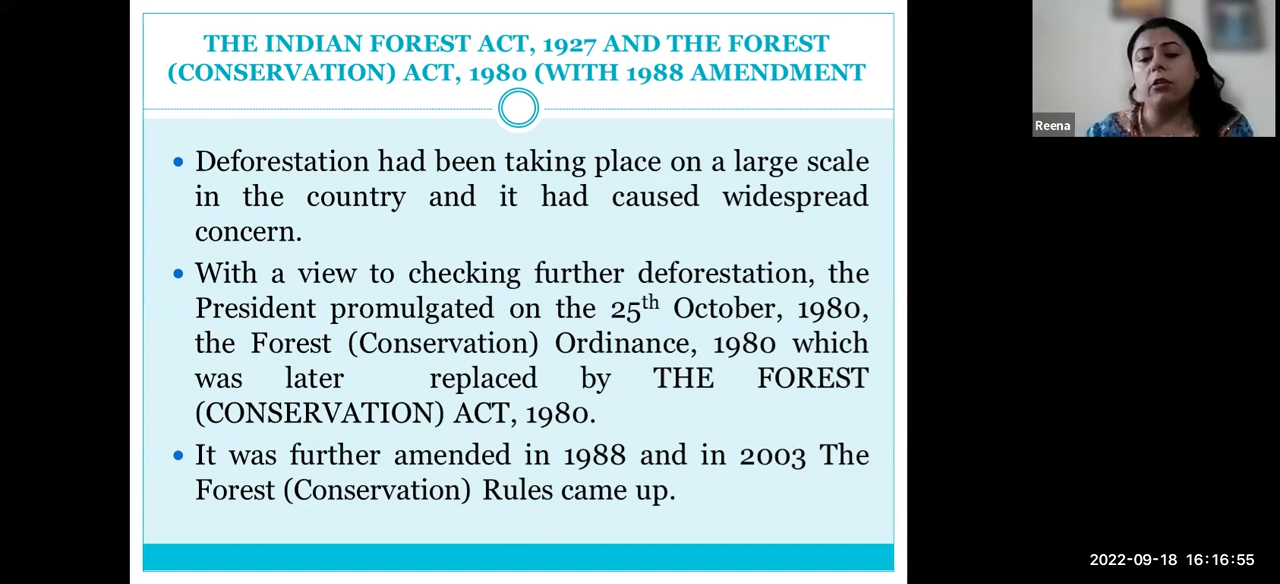 THE INDIAN FOREST ACT, 1927 AND THE FOREST
(CONSERVATION) ACT, 1980 (WITH 1988 AMENDMENT
• Deforestation had been taking place on a large scale
in the country and it had caused widespread
concern.
• With a view to checking further deforestation, the
President promulgated on the 25th October, 1980,
the Forest (Conservation) Ordinance, 1980 which
was later replaced by THE FOREST
(CONSERVATION) ACT, 1980.
• It was further amended in 1988 and in 2003 The
Forest (Conservation) Rules came up.
Reena
2022-09-18 16:16:55